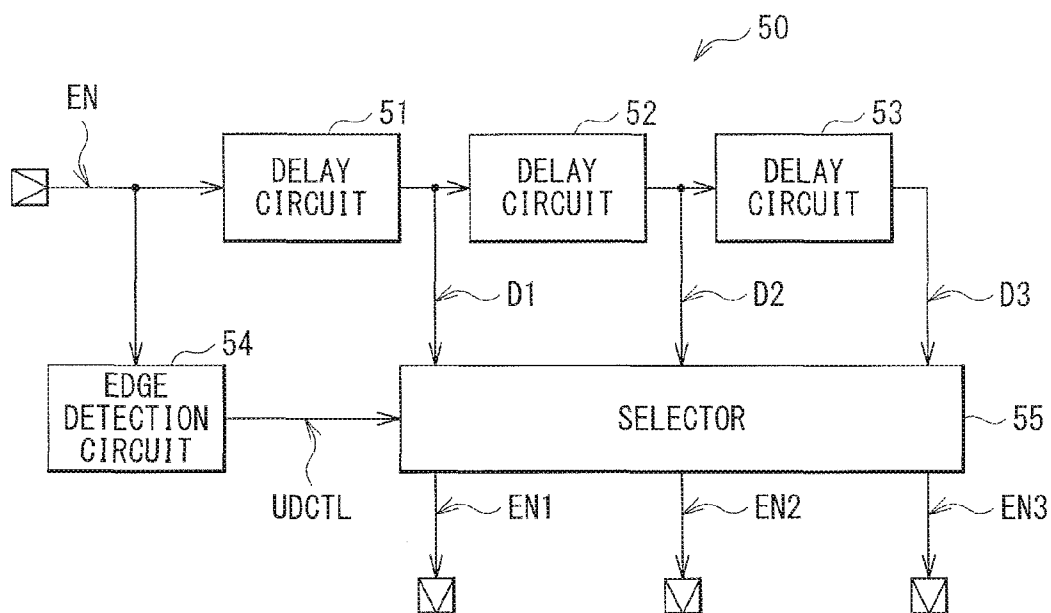 50
EN
51
52
53
DELAY
CIRCUIT
DELAY
CIRCUIT
DELAY
CIRCUIT
D1
D2
D3
54
EDGE
DETECTION
CIRCUIT
SELECTOR
55
UDCTL
EN1
EN2
EN3